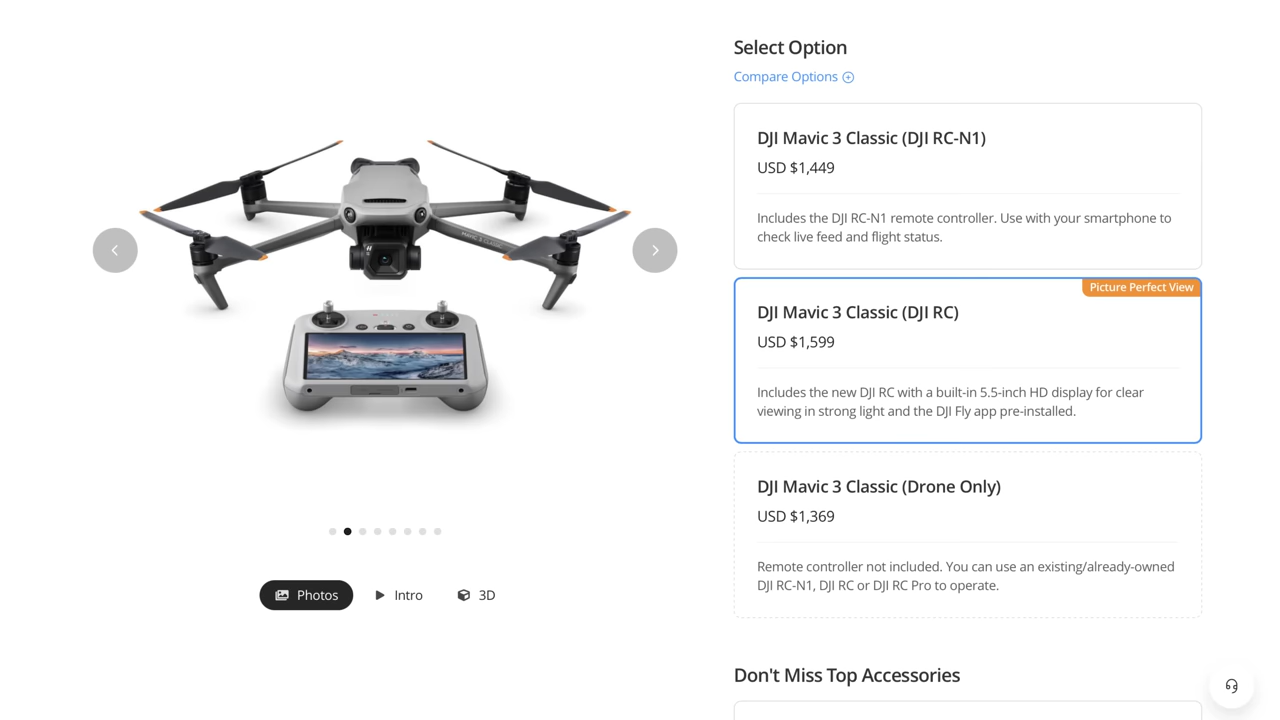 Select Option
Compare Options
DJI Mavic 3 Classic (DJI RC-N1)
USD $1,449
Includes the DJI RC-N1 remote controller. Use with your smartphone to
check live feed and flight status.
Picture Perfect View
DJI Mavic 3 Classic (DJI RC)
USD $1,599
Includes the new DJI RC with a built-in 5.5-inch HD display for clear
viewing in strong light and the DJI Fly app pre-installed.
DJI Mavic 3 Classic (Drone Only)
USD $1,369
Remote controller not included. You can use an existing/already-owned
DJI RC-N1, DJI RC or DJI RC Pro to operate.
Don't Miss Top Accessories
MAVIC 3 CLASSIC
Photos
Intro
3D